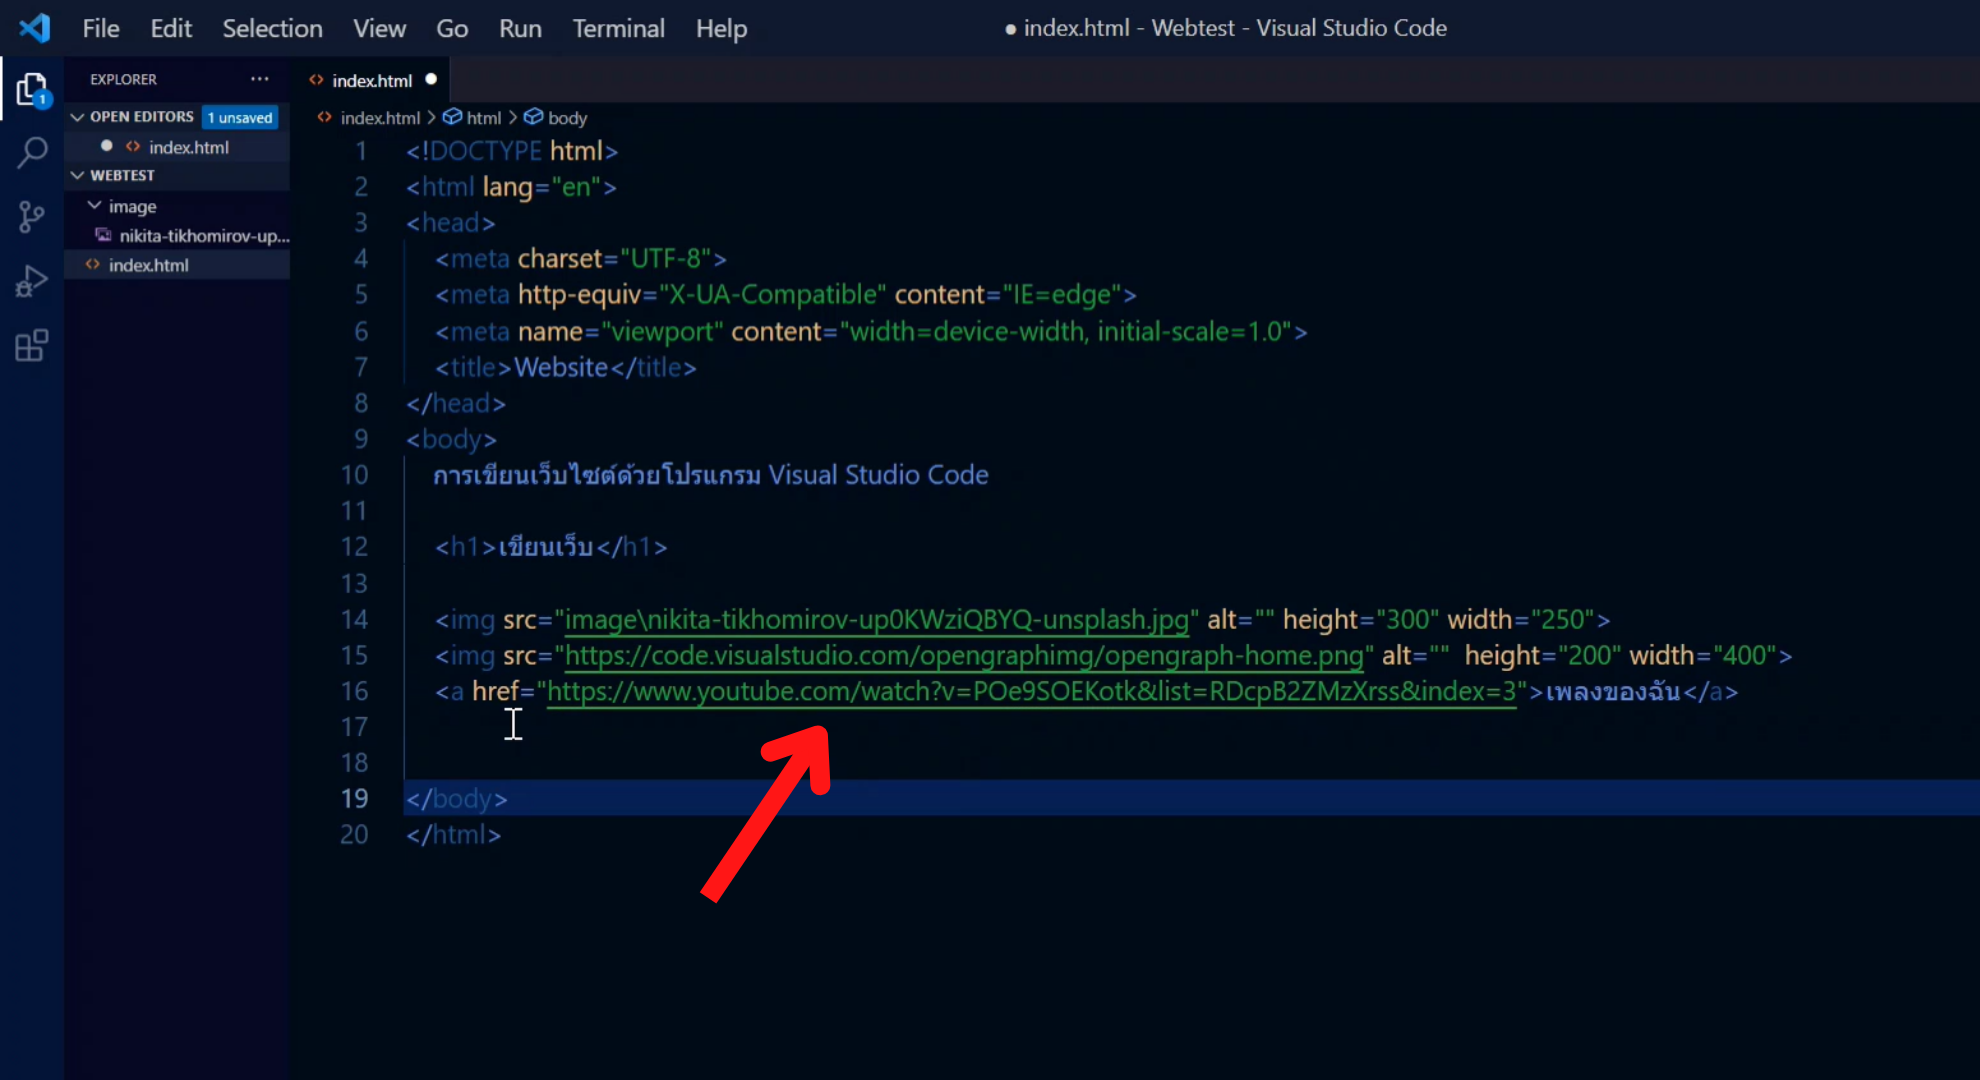 File Edit Selection View Go Run Terminal Help
● index.html - Webtest - Visual Studio Code
EXPLORER ···
OPEN EDITORS 1 unsaved
index.html
WEBTEST
image
nikita-tikhomirov-up...
index.html
1
index.html
index.html > html > body
1 <!DOCTYPE html>
2 <html lang="en">
3 <head>
4 <meta charset="UTF-8">
5 <meta http-equiv="X-UA-Compatible" content="IE=edge">
6 <meta name="viewport" content="width=device-width, initial-scale=1.0">
7 <title>Website</title>
8 </head>
9 <body>
10 การเขียนเว็บไซต์ด้วยโปรแกรม Visual Studio Code
11
12 <h1>เขียนเว็บ</h1>
13
14 <img src="image\nikita-tikhomirov-up0KWziQBYQ-unsplash.jpg" alt="" height="300" width="250">
15 <img src="https://code.visualstudio.com/opengraphimg/opengraph-home.png" alt="" height="200" width="400">
16 <a href="https://www.youtube.com/watch?v=POe9SOEKotk&list=RDcpB2ZMzXrss&index=3">เพลงของฉัน</a>
17
18
19 </body>
20 </html>